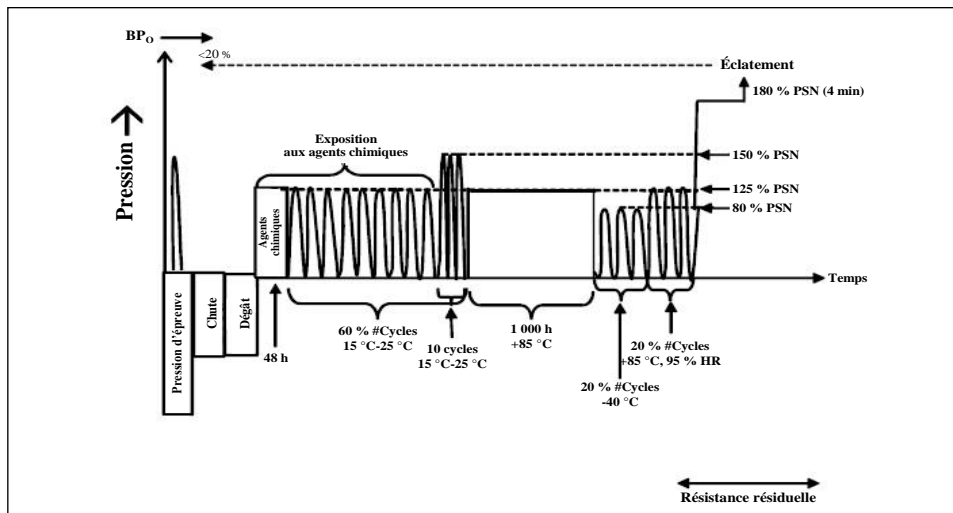 BP₀
<20 %
Éclatement
180 % PSN (4 min)
Pression
Exposition
aux agents chimiques
150 % PSN
125 % PSN
80 % PSN
Agents
chimiques
Temps
Pression d'épreuve
Chute
Dégât
48 h
60 % #Cycles
15 °C-25 °C
10 cycles
15 °C-25 °C
1 000 h
+85 °C
20 % #Cycles
+85 °C, 95 % HR
20 % #Cycles
-40 °C
Résistance résiduelle